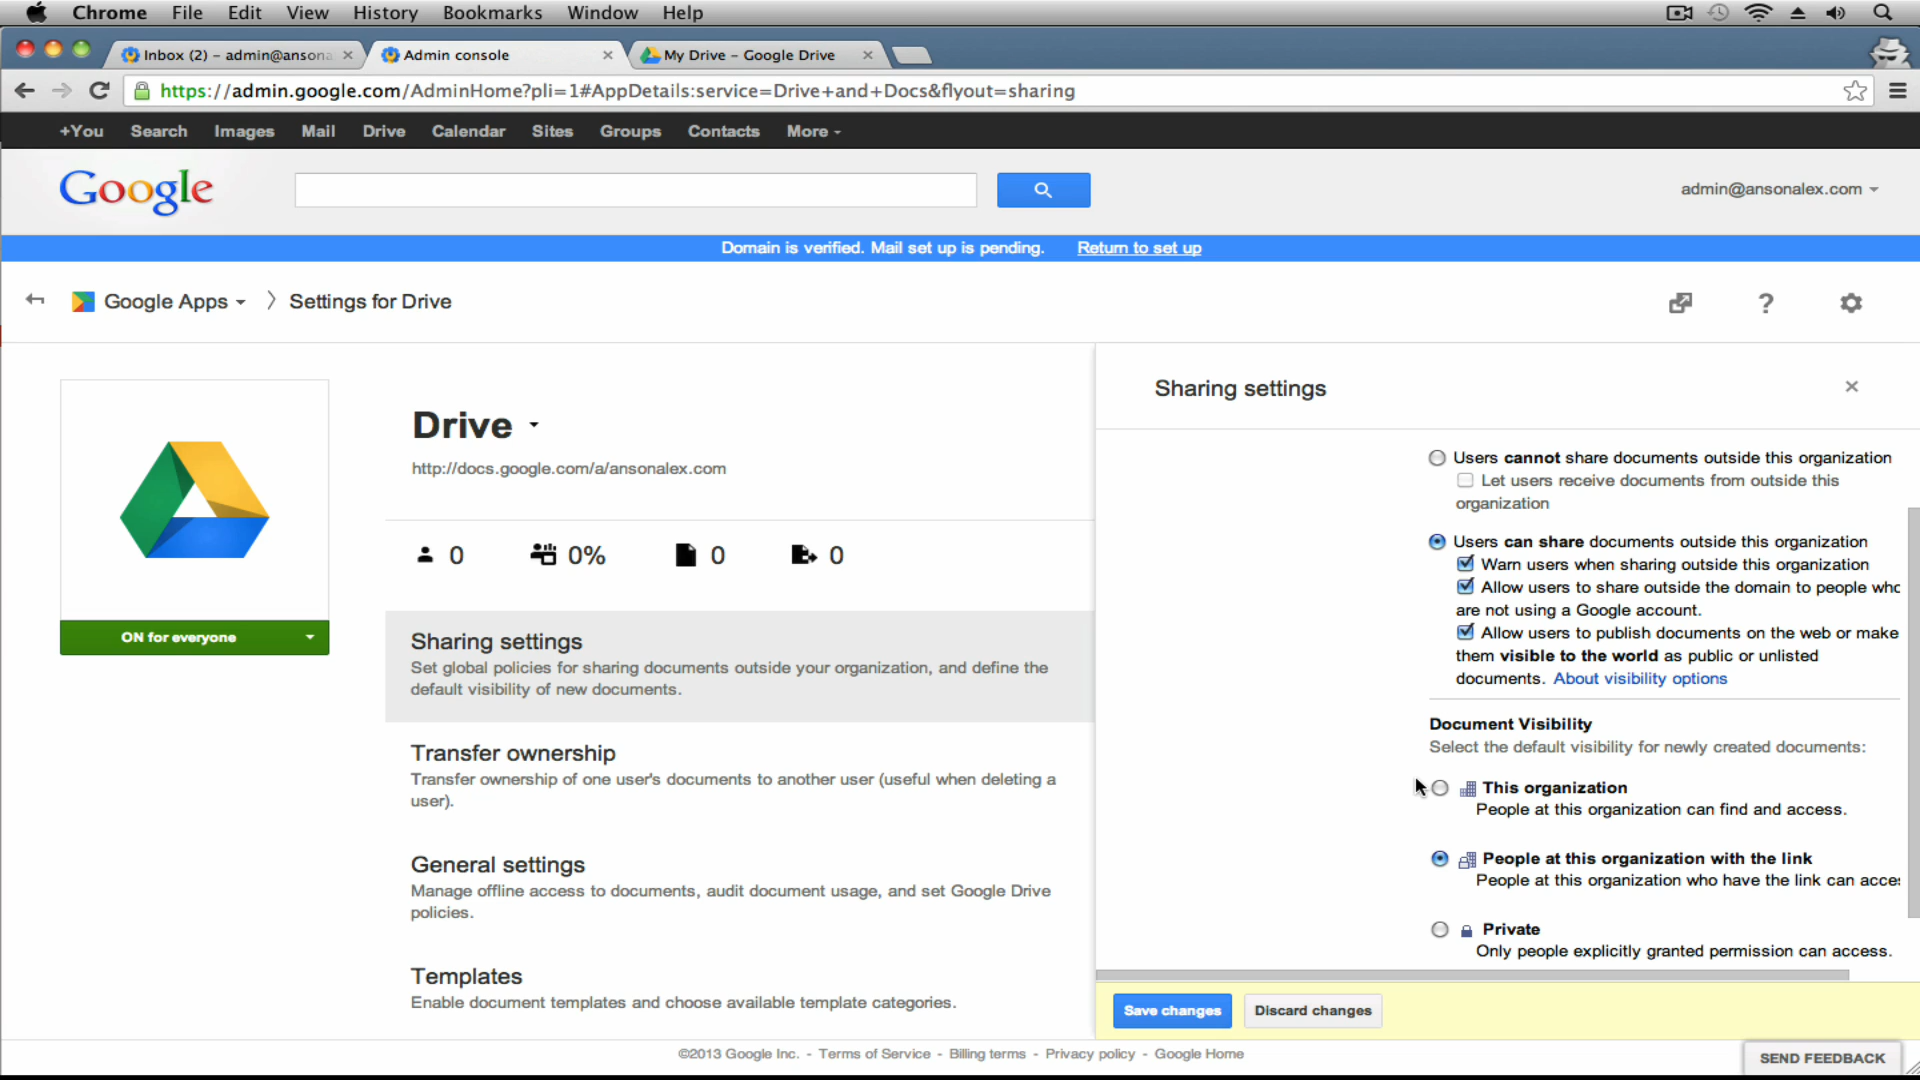 Chrome File Edit View History Bookmarks Window Help
Inbox (2) – admin@ansona
Admin console
My Drive – Google Drive
https://admin.google.com/AdminHome?pli=1#AppDetails:service=Drive+and+Docs&flyout=sharing
+You Search Images Mail Drive Calendar Sites Groups Contacts More
Google
admin@ansonalex.com
Domain is verified. Mail set up is pending. Return to set up
Google Apps Settings for Drive
?
Sharing settings
Drive
http://docs.google.com/a/ansonalex.com
0 0% 0 0
ON for everyone
Sharing settings
Set global policies for sharing documents outside your organization, and define the
default visibility of new documents.
Transfer ownership
Transfer ownership of one user's documents to another user (useful when deleting a
user).
General settings
Manage offline access to documents, audit document usage, and set Google Drive
policies.
Templates
Enable document templates and choose available template categories.
Users cannot share documents outside this organization
Let users receive documents from outside this
organization
Users can share documents outside this organization
Warn users when sharing outside this organization
Allow users to share outside the domain to people who
are not using a Google account.
Allow users to publish documents on the web or make
them visible to the world as public or unlisted
documents. About visibility options
Document Visibility
Select the default visibility for newly created documents:
This organization
People at this organization can find and access.
People at this organization with the link
People at this organization who have the link can acces
Private
Only people explicitly granted permission can access.
Save changes Discard changes
©2013 Google Inc. - Terms of Service - Billing terms - Privacy policy - Google Home
SEND FEEDBACK